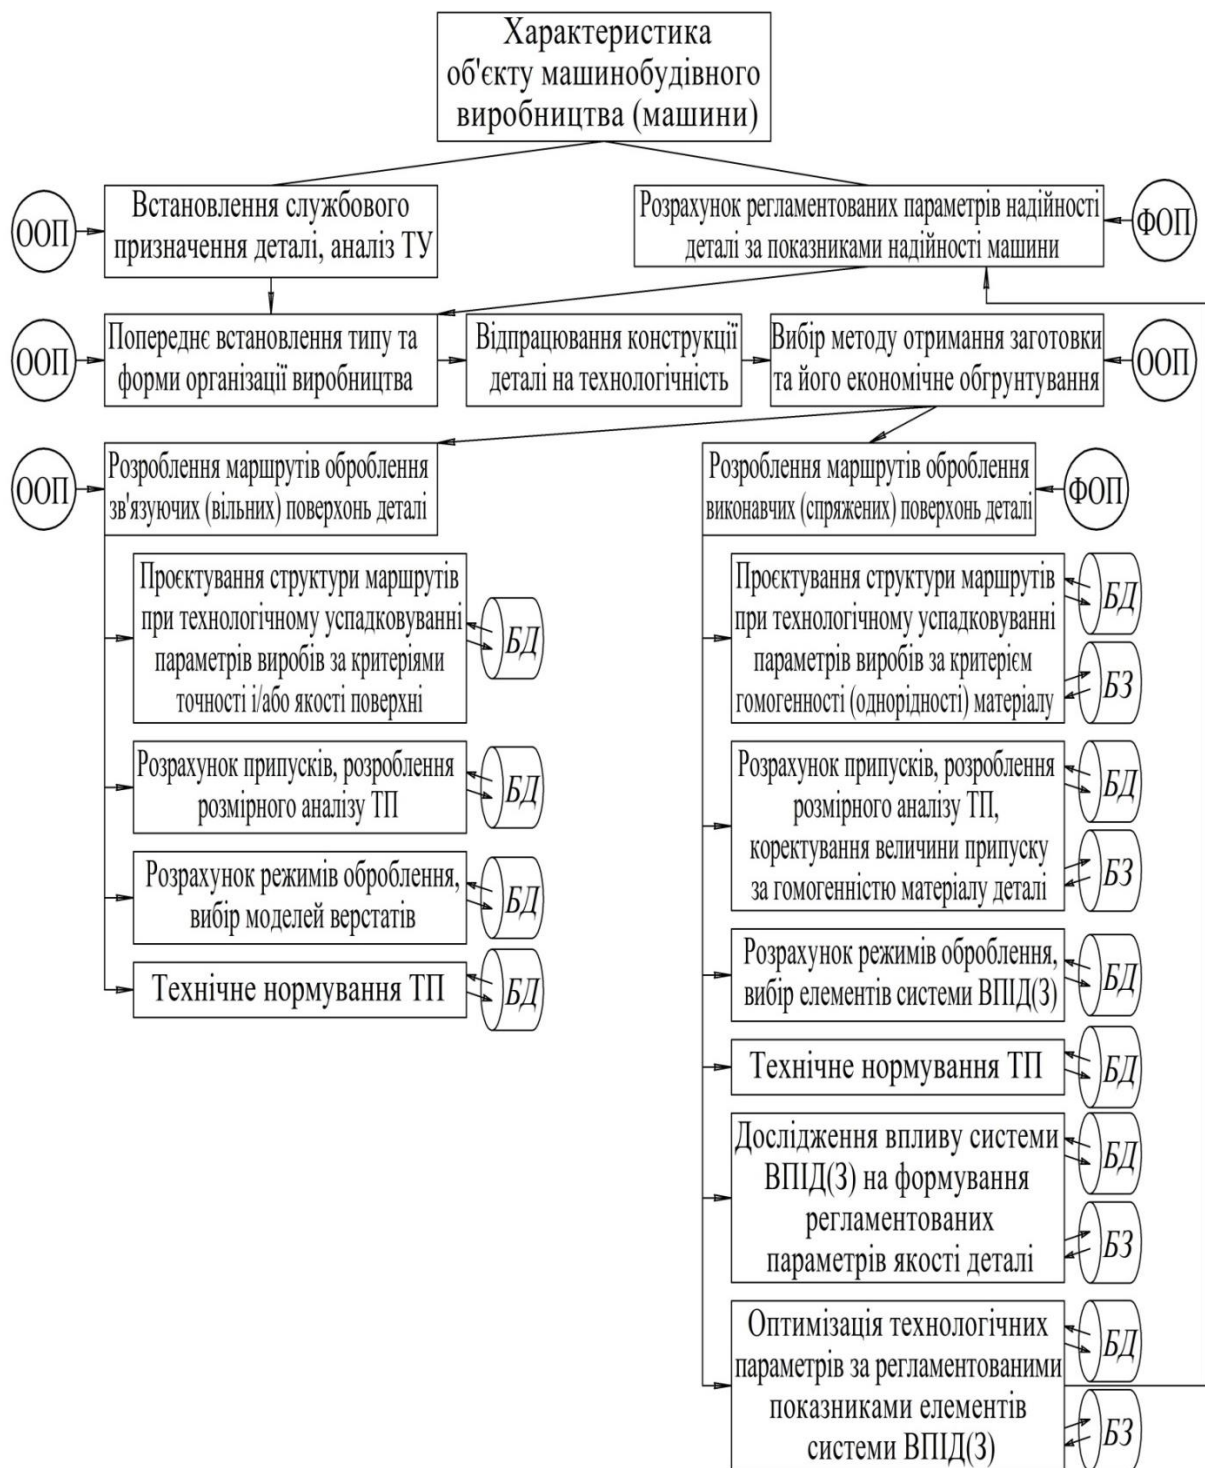 Характеристика
об'єкту машинобудівного
виробництва (машини)
ООП
Встановлення службового
призначення деталі, аналіз ТУ
Розрахунок регламентованих параметрів надійності
деталі за показниками надійності машини
ФОП
ООП
Попереднє встановлення типу та
форми організації виробництва
Відпрацювання конструкції
деталі на технологічність
Вибір методу отримання заготовки
та його економічне обгрунтування
ООП
ООП
Розроблення маршрутів оброблення
зв'язуючих (вільних) поверхонь деталі
Розроблення маршрутів оброблення
виконавчих (спряжених) поверхонь деталі
ФОП
Проєктування структури маршрутів
при технологічному успадковуванні
параметрів виробів за критеріями
точності і/або якості поверхні
БД
Розрахунок припусків, розроблення
розмірного аналізу ТП
БД
Розрахунок режимів оброблення,
вибір моделей верстатів
БД
Технічне нормування ТП
БД
Проєктування структури маршрутів
при технологічному успадковуванні
параметрів виробів за критерієм
гомогенності (однорідності) матеріалу
БД
БЗ
Розрахунок припусків, розроблення
розмірного аналізу ТП,
коректування величини припуску
за гомогенністю матеріалу деталі
БД
БЗ
Розрахунок режимів оброблення,
вибір елементів системи ВПІД(З)
БД
Технічне нормування ТП
БД
Дослідження впливу системи
ВПІД(З) на формування
регламентованих
параметрів якості деталі
БД
БЗ
Оптимізація технологічних
параметрів за регламентованими
показниками елементів
системи ВПІД(З)
БД
БЗ